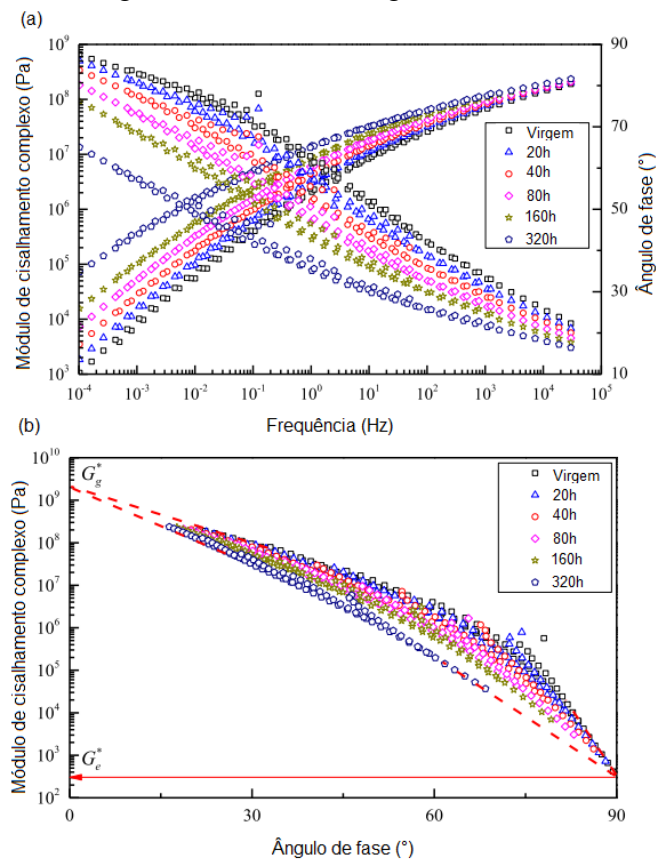 (a)
Módulo de cisalhamento complexo (Pa)
10^9
10^8
10^7
10^6
10^5
10^4
10^3
90
70
50
30
10
Ângulo de fase (°)
Virgem
20h
40h
80h
160h
320h
10^-4 10^-3 10^-2 10^-1 10^0 10^1 10^2 10^3 10^4 10^5
Frequência (Hz)
(b)
Módulo de cisalhamento complexo (Pa)
10^10
10^9
10^8
10^7
10^6
10^5
10^4
10^3
10^2
G*g
G*e
Virgem
20h
40h
80h
160h
320h
0 30 60 90
Ângulo de fase (°)